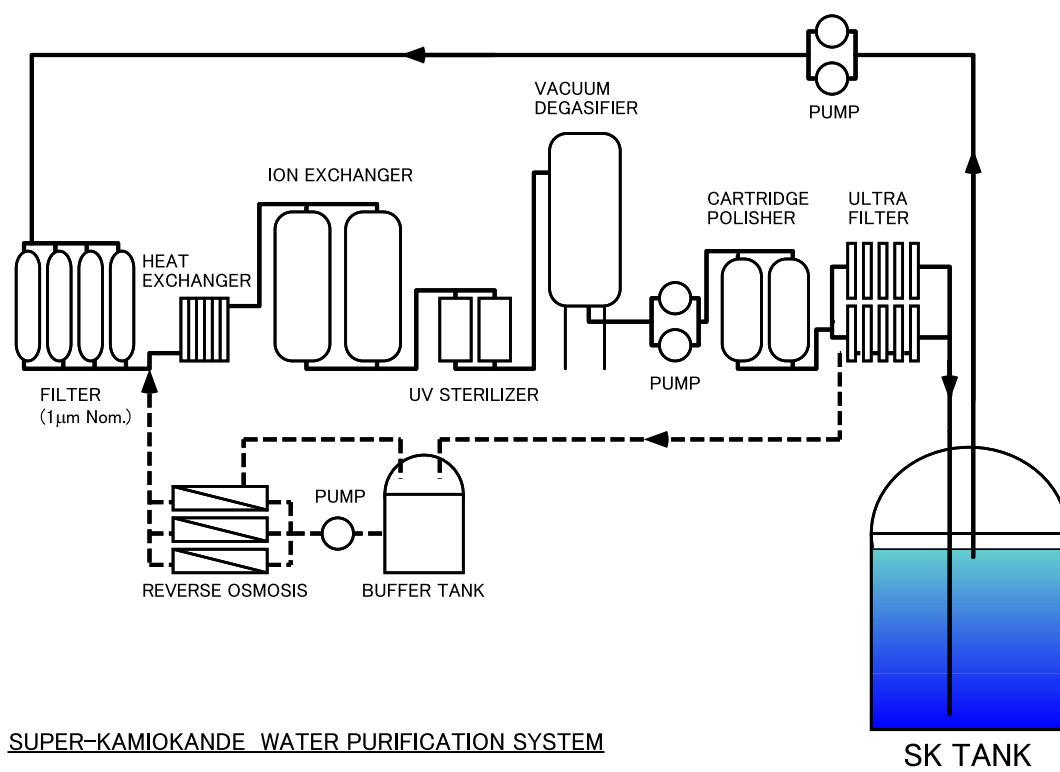 PUMP
VACUUM
DEGASIFIER
ION EXCHANGER
CARTRIDGE
POLISHER
ULTRA
FILTER
HEAT
EXCHANGER
FILTER
(1μm Nom.)
UV STERILIZER
PUMP
PUMP
REVERSE OSMOSIS
BUFFER TANK
SUPER-KAMIOKANDE WATER PURIFICATION SYSTEM
SK TANK